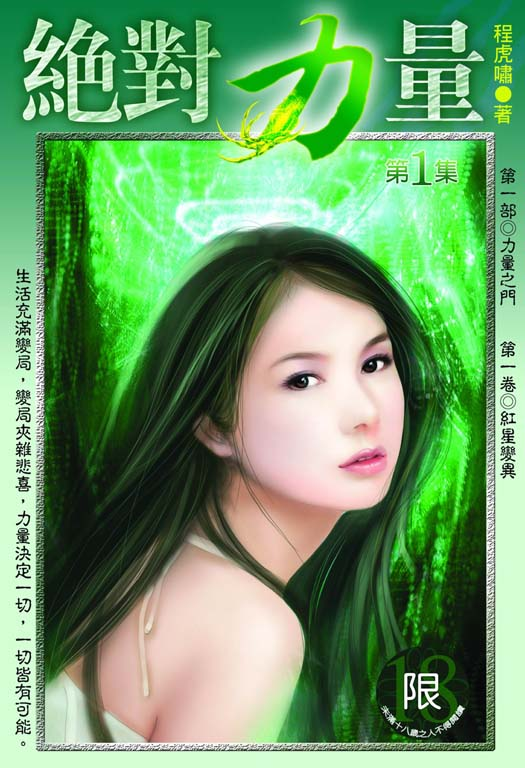 絕對力量
程虎嘯●著
第1集
第一部◎力量之門
第一卷◎紅星變異
生活充滿變局,變局夾雜悲喜,力量決定一切,一切皆有可能。
18
限
未滿十八歲之人不得閱讀